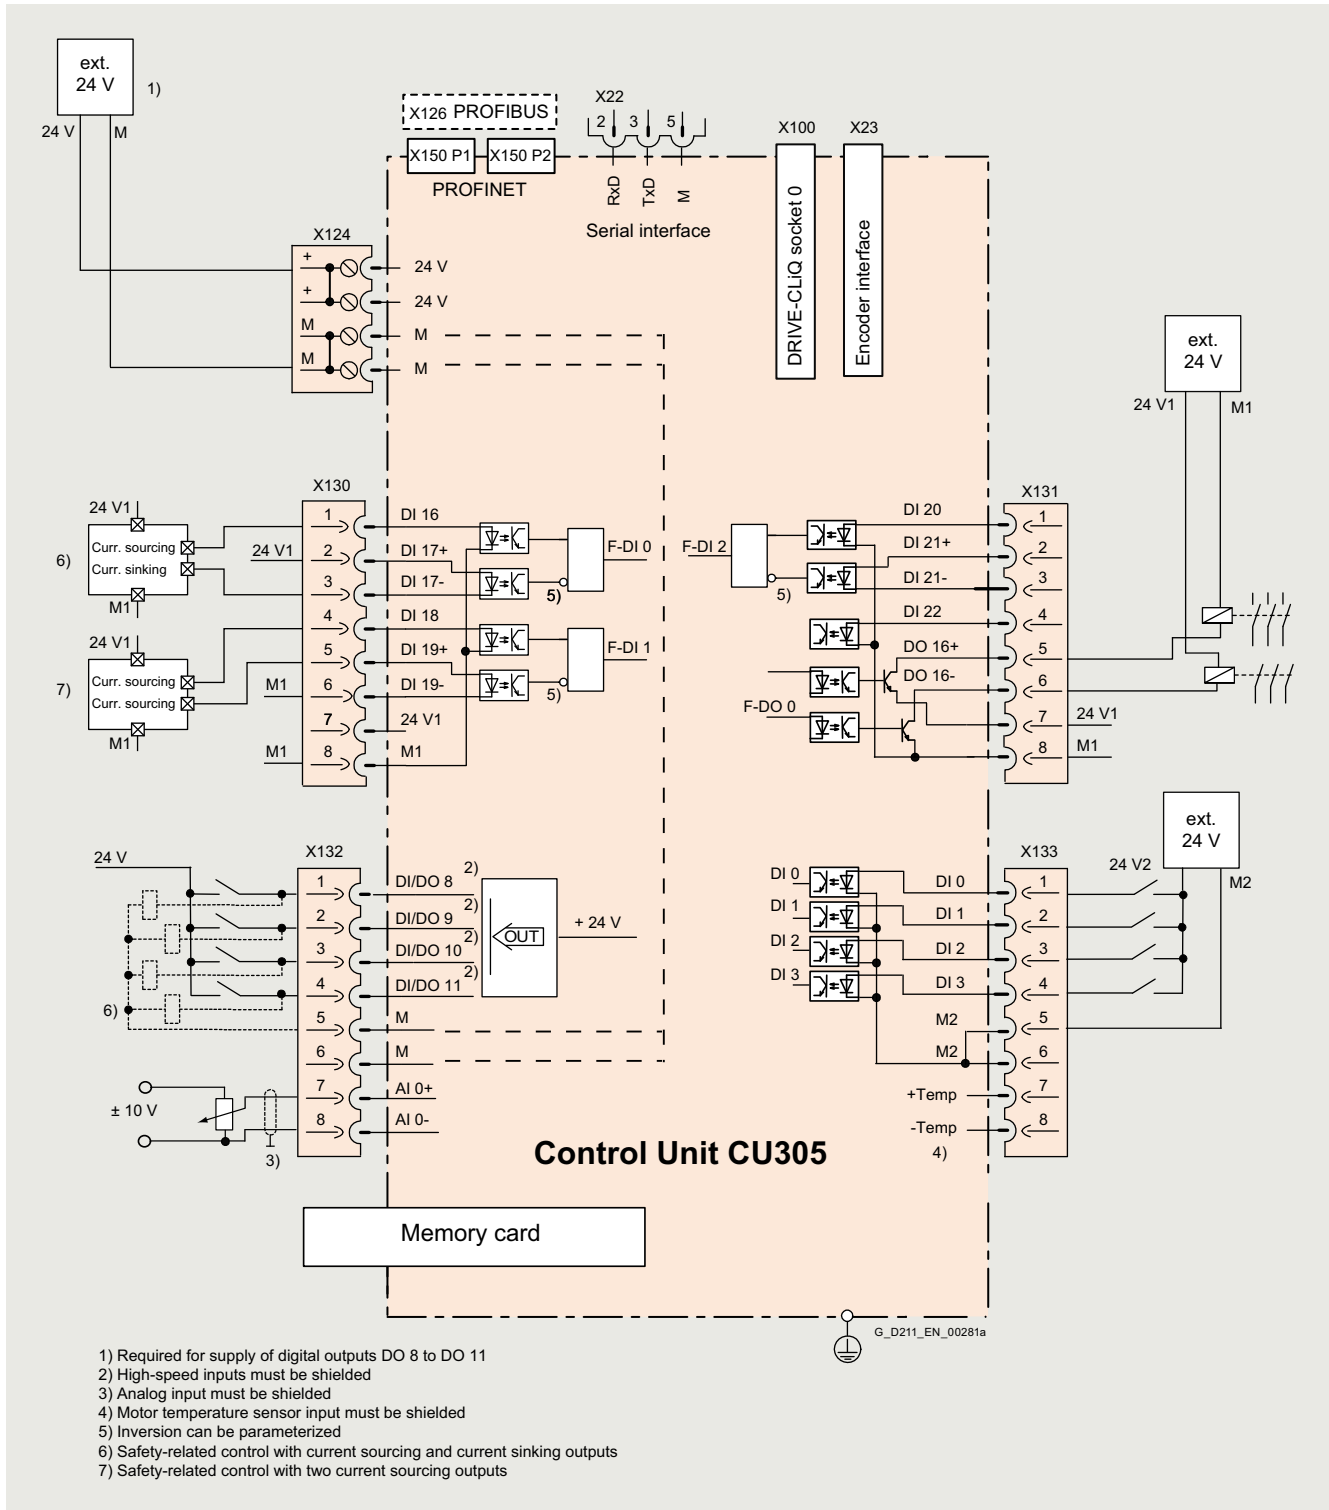 ext.
24 V
1)
24 V
M
X126 PROFIBUS
X150 P1
X150 P2
PROFINET
X22
2
3
5
RxD
TxD
M
Serial interface
X100
X23
DRIVE-CLiQ socket 0
Encoder interface
X124
+
24 V
+
24 V
M
M
M
M
ext.
24 V
24 V1
M1
X130
1
DI 16
2
DI 17+
3
DI 17-
4
DI 18
5
DI 19+
6
DI 19-
7
24 V1
8
M1
24 V1
Curr. sourcing
Curr. sinking
6)
M1
24 V1
24 V1
Curr. sourcing
Curr. sourcing
7)
M1
M1
M1
F-DI 0
5)
F-DI 1
5)
F-DI 2
5)
F-DO 0
X131
DI 20
1
DI 21+
2
DI 21-
3
DI 22
4
DO 16+
5
DO 16-
6
7
24 V1
8
M1
X132
24 V
1
DI/DO 8
2)
2
DI/DO 9
2)
3
DI/DO 10
2)
4
DI/DO 11
2)
5
M
6
M
7
AI 0+
8
AI 0-
6)
± 10 V
3)
OUT
+ 24 V
ext.
24 V
24 V2
M2
X133
DI 0
DI 0
1
DI 1
DI 1
2
DI 2
DI 2
3
DI 3
DI 3
4
M2
5
M2
6
+Temp
7
-Temp
8
4)
Control Unit CU305
Memory card
G_D211_EN_00281a
1) Required for supply of digital outputs DO 8 to DO 11
2) High-speed inputs must be shielded
3) Analog input must be shielded
4) Motor temperature sensor input must be shielded
5) Inversion can be parameterized
6) Safety-related control with current sourcing and current sinking outputs
7) Safety-related control with two current sourcing outputs